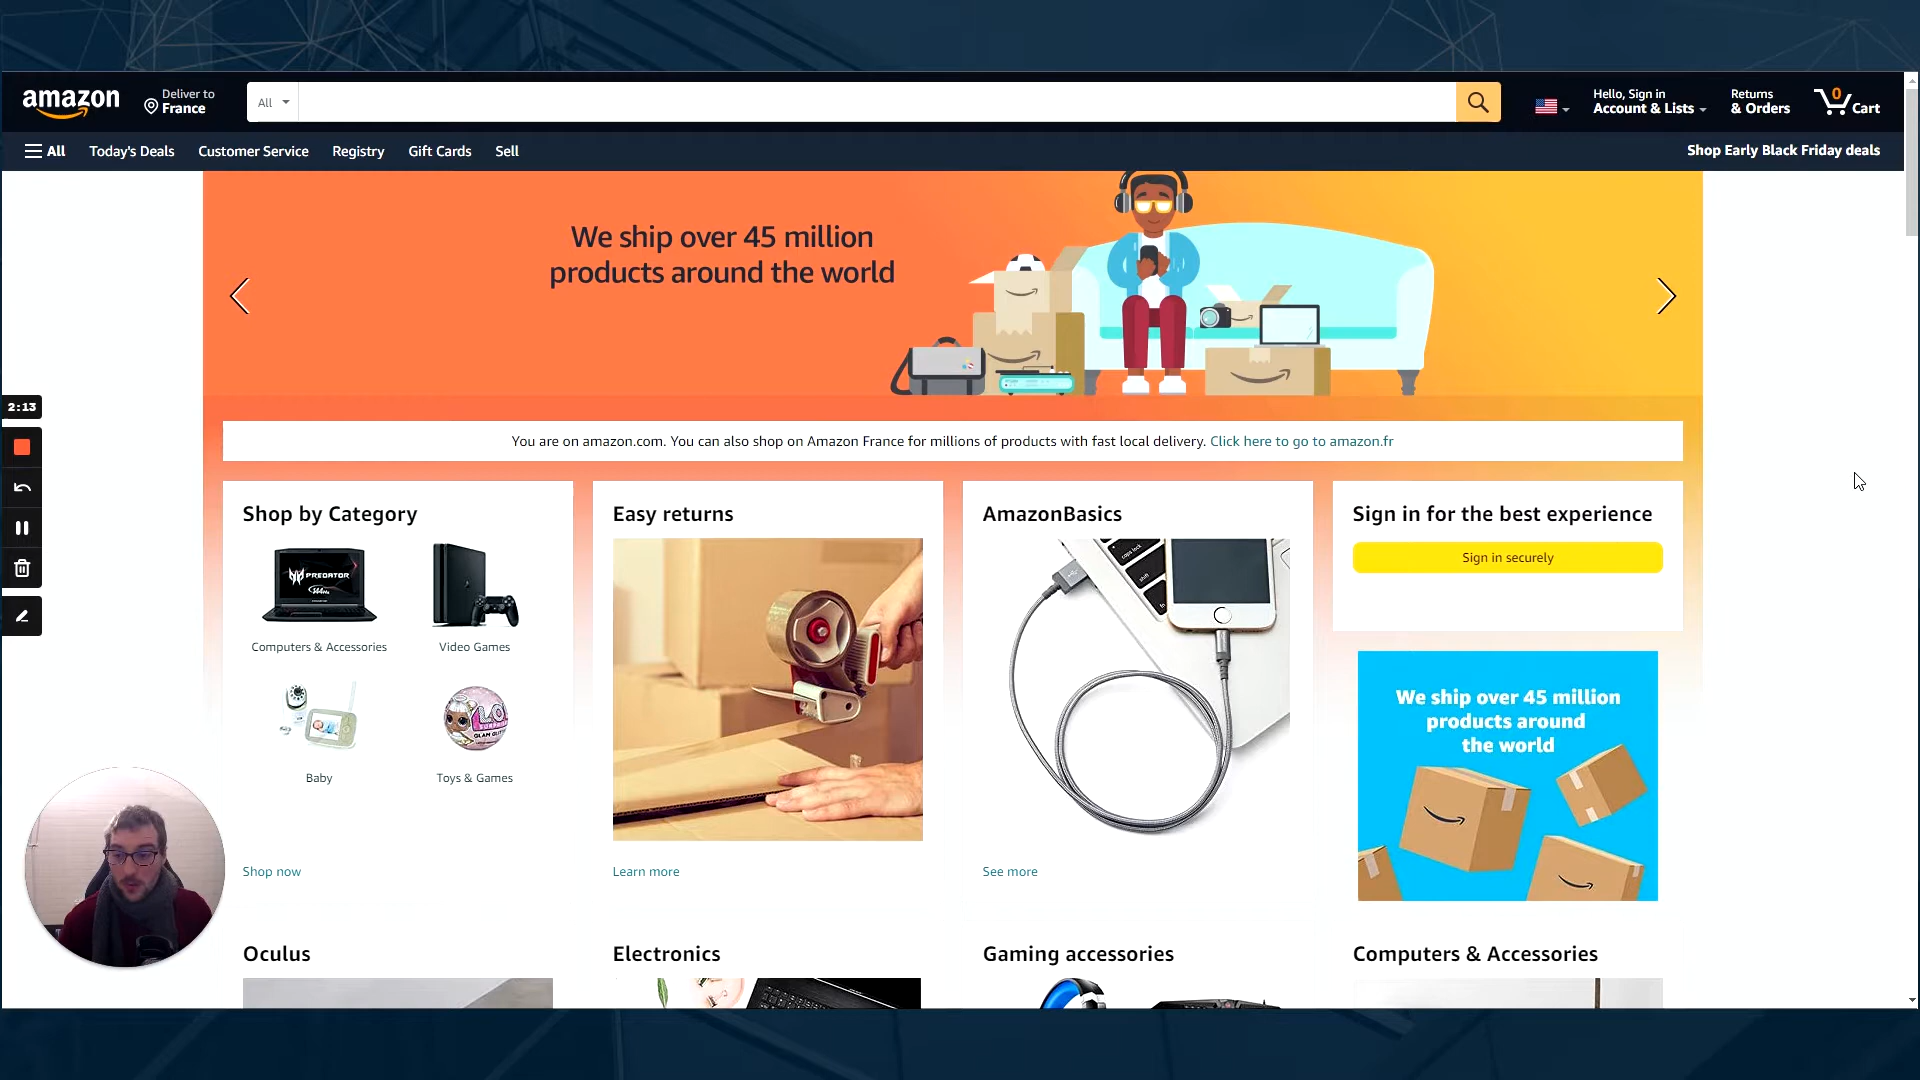 amazon
Deliver to
France
All
Hello, Sign in
Account & Lists
Returns
& Orders
0
Cart
All
Today's Deals
Customer Service
Registry
Gift Cards
Sell
Shop Early Black Friday deals
We ship over 45 million
products around the world
You are on amazon.com. You can also shop on Amazon France for millions of products with fast local delivery. Click here to go to amazon.fr
2:13
Shop by Category
PREDATOR
Computers & Accessories
Video Games
Baby
Toys & Games
Shop now
Easy returns
Learn more
AmazonBasics
caps lock
shift
See more
Sign in for the best experience
Sign in securely
We ship over 45 million
products around
the world
Oculus
Electronics
Gaming accessories
Computers & Accessories